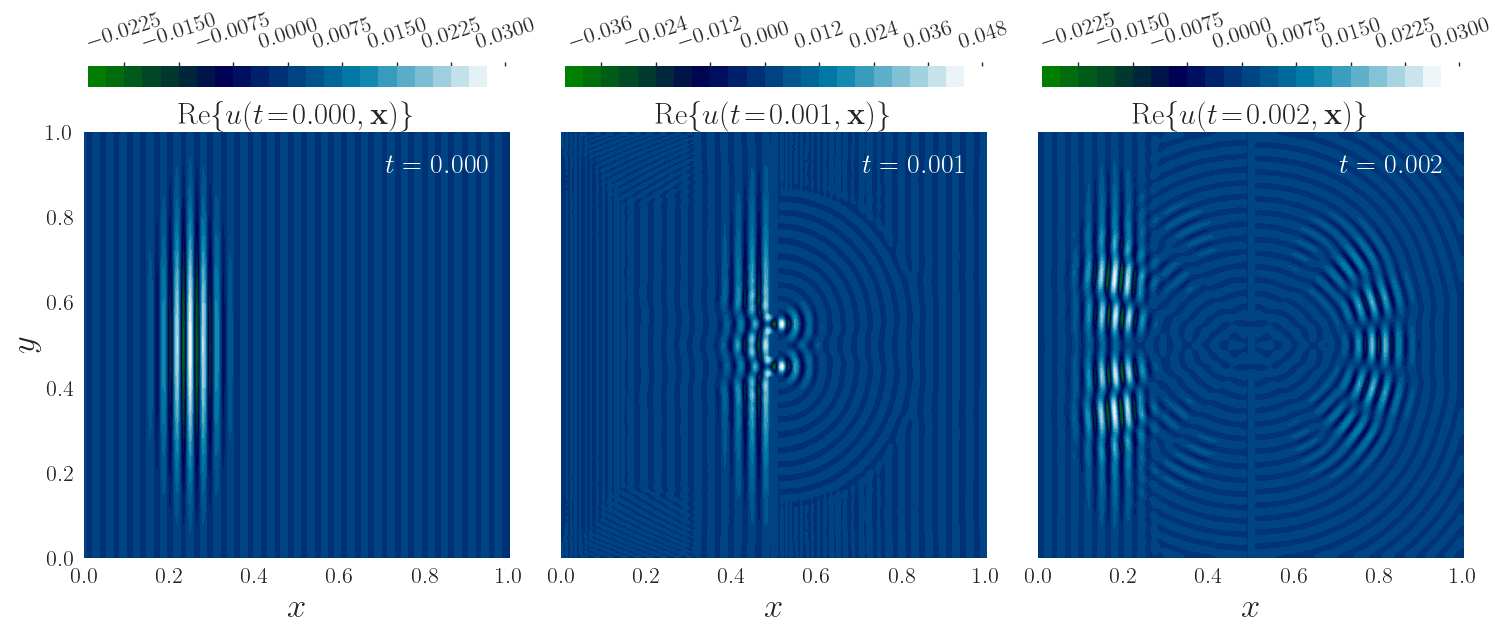 −0.0225 −0.0150 −0.0075 0.0000 0.0075 0.0150 0.0225 0.0300
−0.036 −0.024 −0.012 0.000 0.012 0.024 0.036 0.048
−0.0225 −0.0150 −0.0075 0.0000 0.0075 0.0150 0.0225 0.0300
Re{u(t=0.000, x)}
Re{u(t=0.001, x)}
Re{u(t=0.002, x)}
t = 0.000
t = 0.001
t = 0.002
1.0
0.8
0.6
0.4
0.2
0.0
y
0.0 0.2 0.4 0.6 0.8 1.0
0.0 0.2 0.4 0.6 0.8 1.0
0.0 0.2 0.4 0.6 0.8 1.0
x
x
x